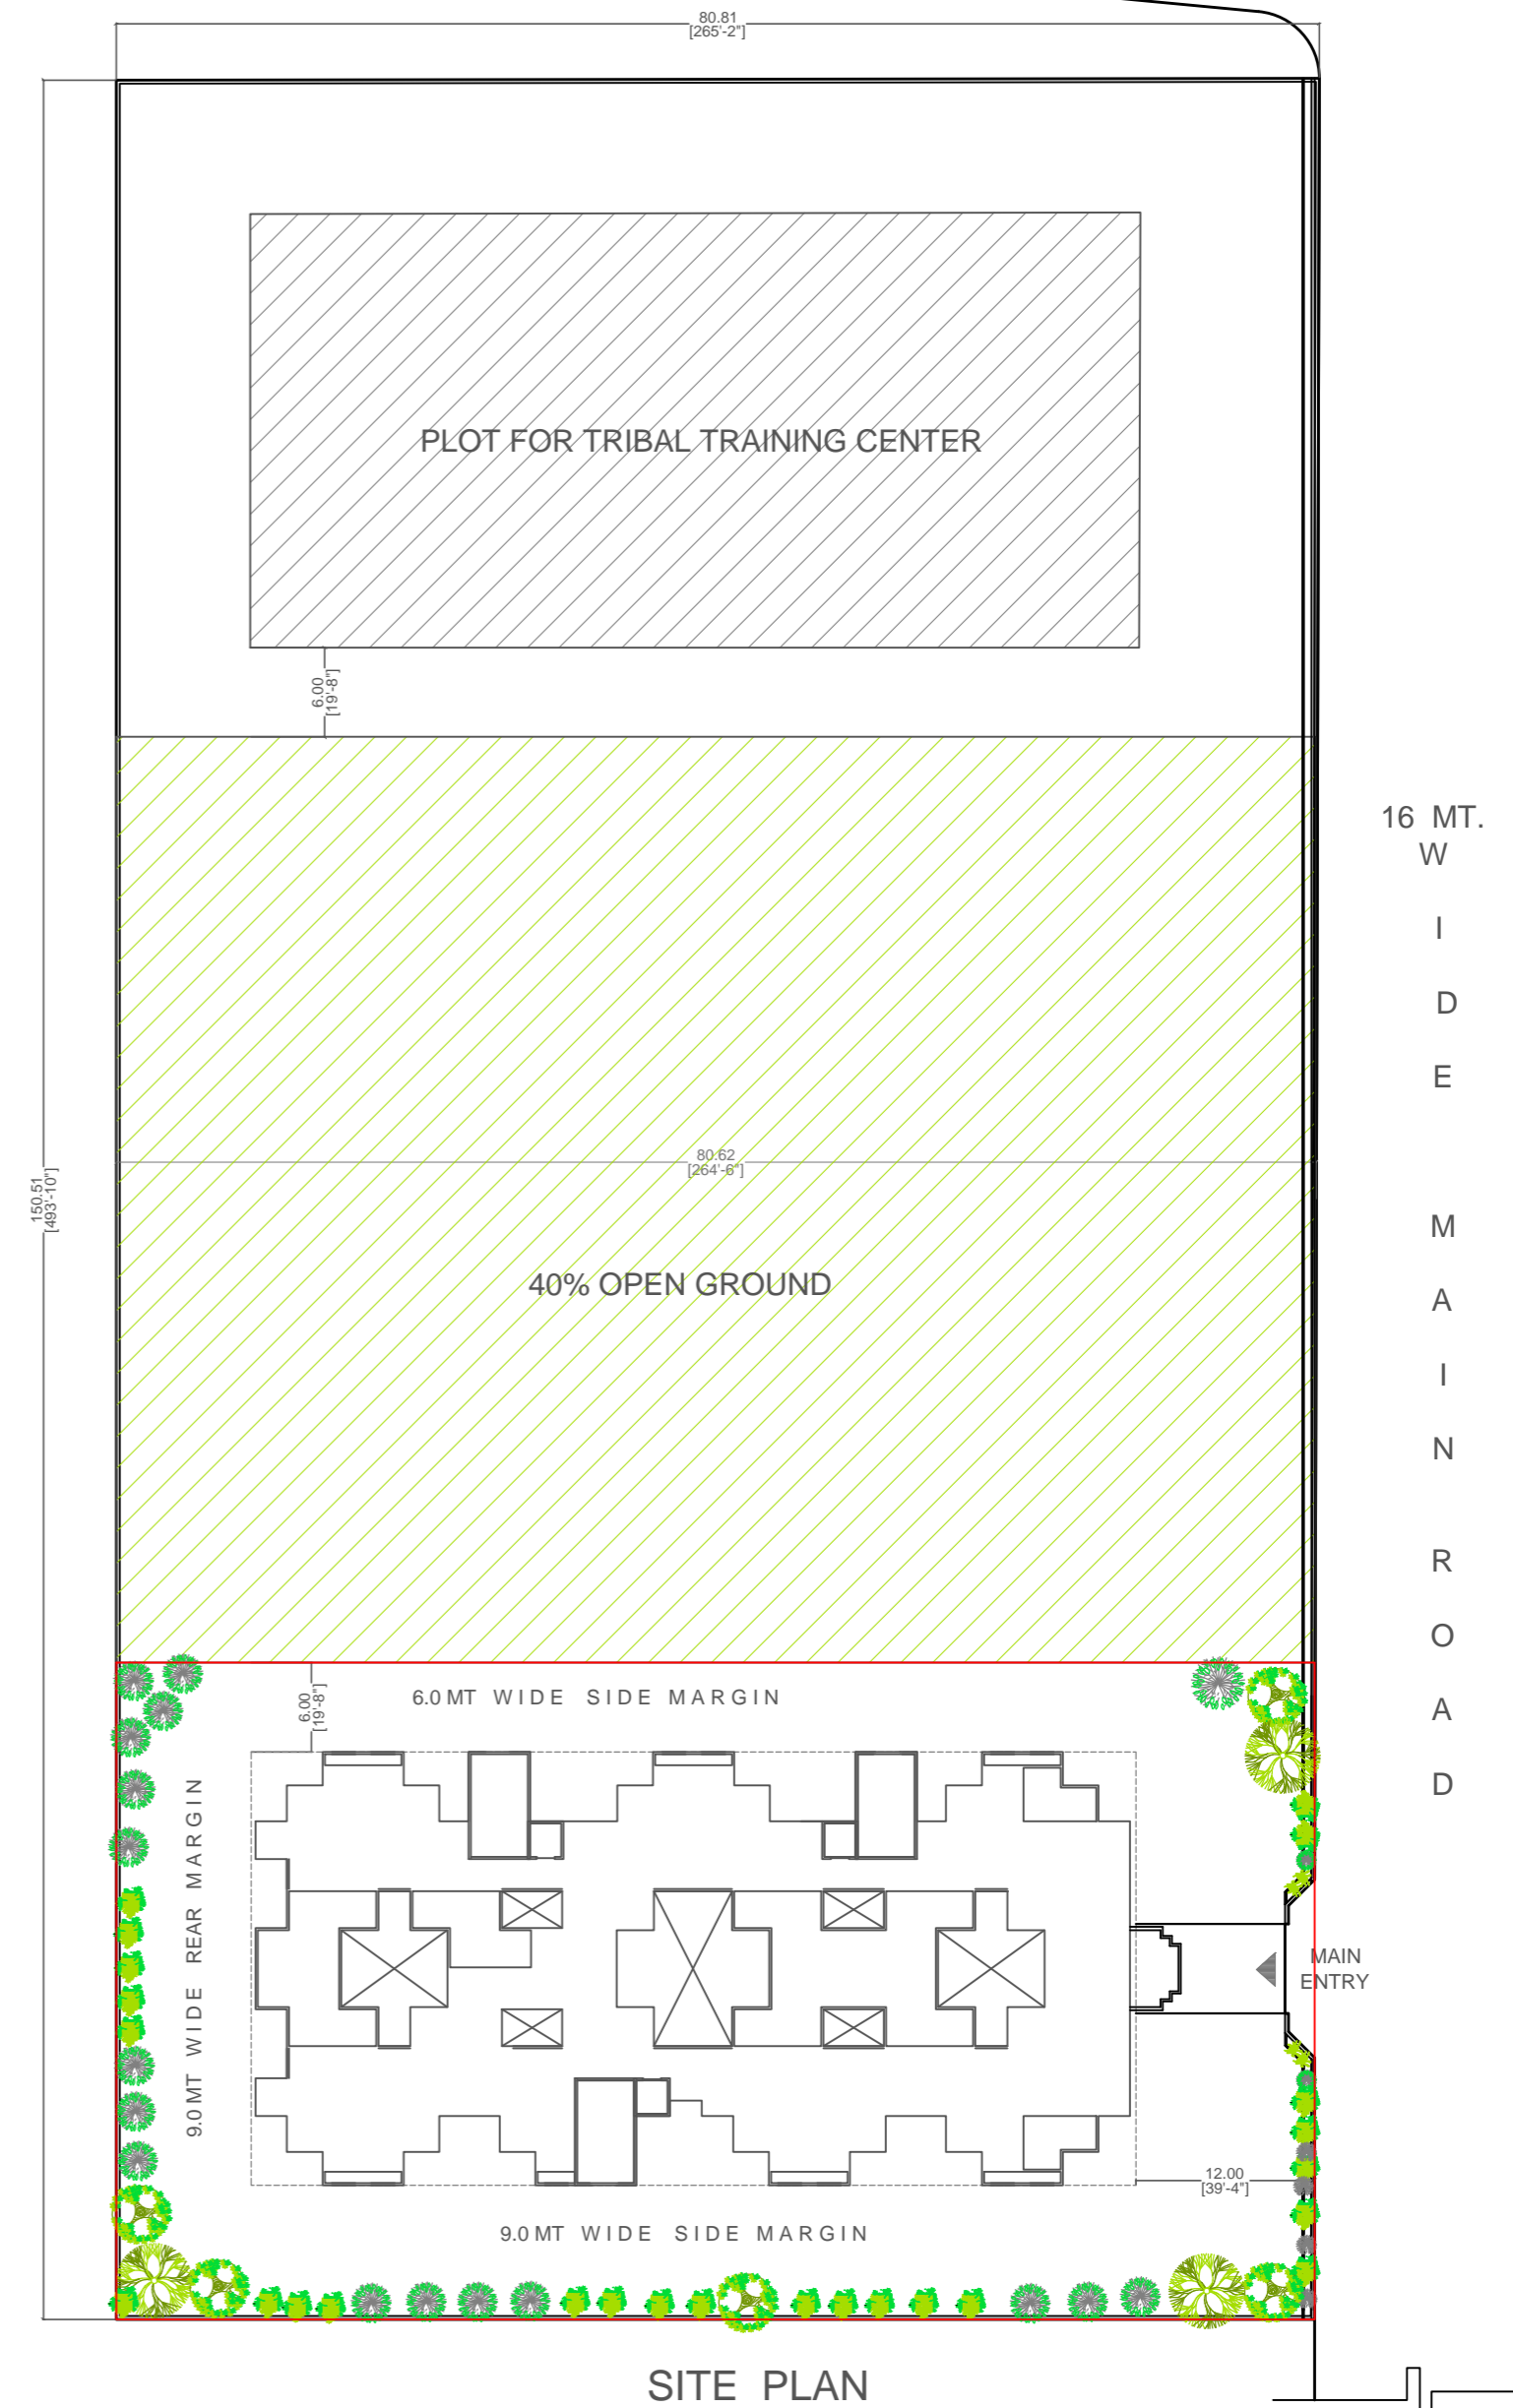 80.81
[265'-2"]
PLOT FOR TRIBAL TRAINING CENTER
6.00
[19'-8"]
16 MT.
W
I
D
E
M
A
I
N
R
O
A
D
80.62
[264'-6"]
150.51
[493'-10"]
40% OPEN GROUND
6.00
[19'-8"]
6.0 MT WIDE SIDE MARGIN
9.0 MT WIDE REAR MARGIN
MAIN
ENTRY
12.00
[39'-4"]
9.0 MT WIDE SIDE MARGIN
SITE PLAN